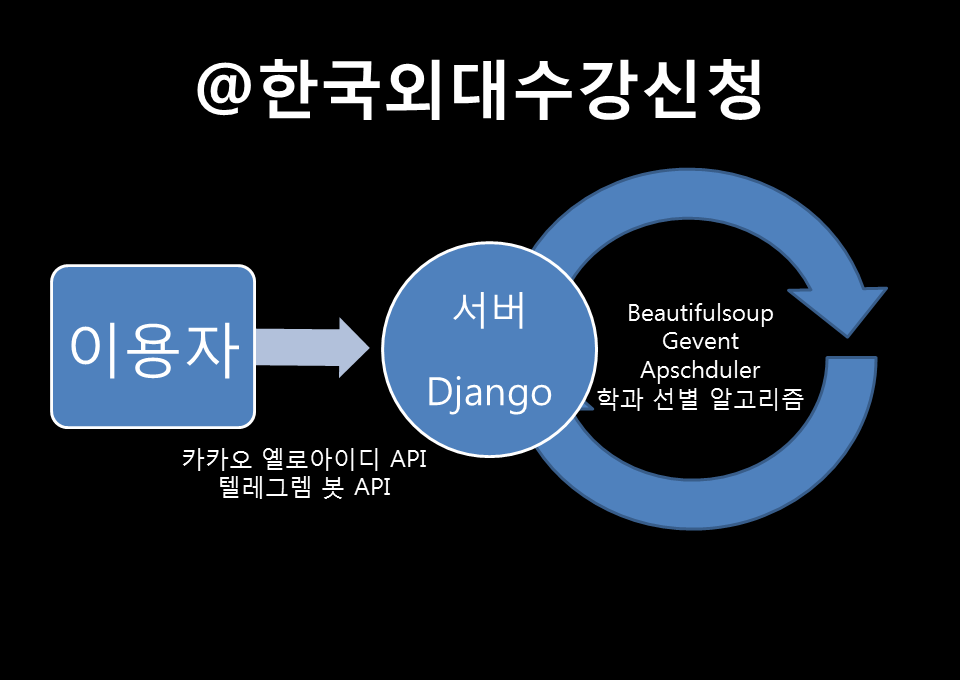 @한국외대수강신청
이용자
서버
Django
Beautifulsoup
Gevent
Apschduler
학과 선별 알고리즘
카카오 옐로아이디 API
텔레그렘 봇 API